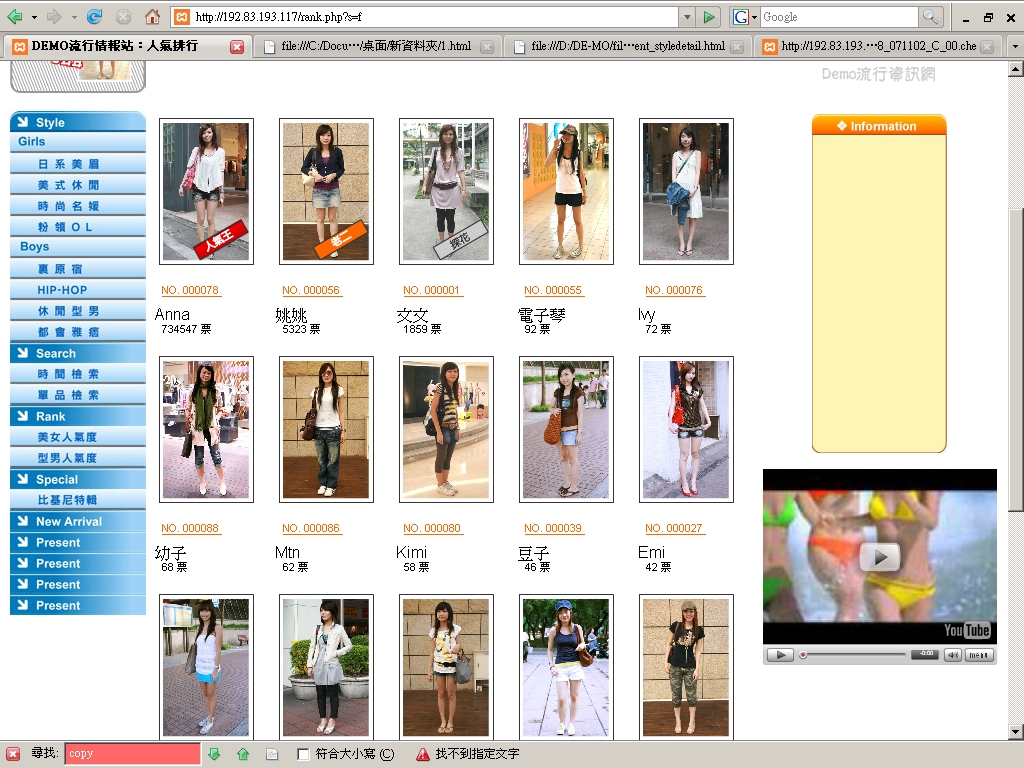 http://192.83.193.117/rank.php?s=f
Google
DEMO流行情報站：人氣排行
file:///C:/Docu⋯/桌面/新資料夾/1.html
file:///D:/DE-MO/fil⋯ent_styledetail.html
http://192.83.193.⋯8_071102_C_00.che
Demo流行資訊網
Style
Girls
日系美眉
美式休閒
時尚名媛
粉領OL
Boys
裏原宿
HIP-HOP
休閒型男
都會雅痞
Search
時間檢索
單品檢索
Rank
美女人氣度
型男人氣度
Special
比基尼特輯
New Arrival
Present
Present
Present
Present
人氣王
老二
探花
NO. 000078
NO. 000056
NO. 000001
NO. 000055
NO. 000076
Anna
姚姚
文文
電子琴
Ivy
734547 票
5323 票
1859 票
92 票
72 票
NO. 000088
NO. 000086
NO. 000080
NO. 000039
NO. 000027
幼子
Mtn
Kimi
豆子
Emi
68 票
62 票
58 票
46 票
42 票
❖ Information
YouTube
-0:00
menu
尋找:
copy
符合大小寫 (C)
找不到指定文字